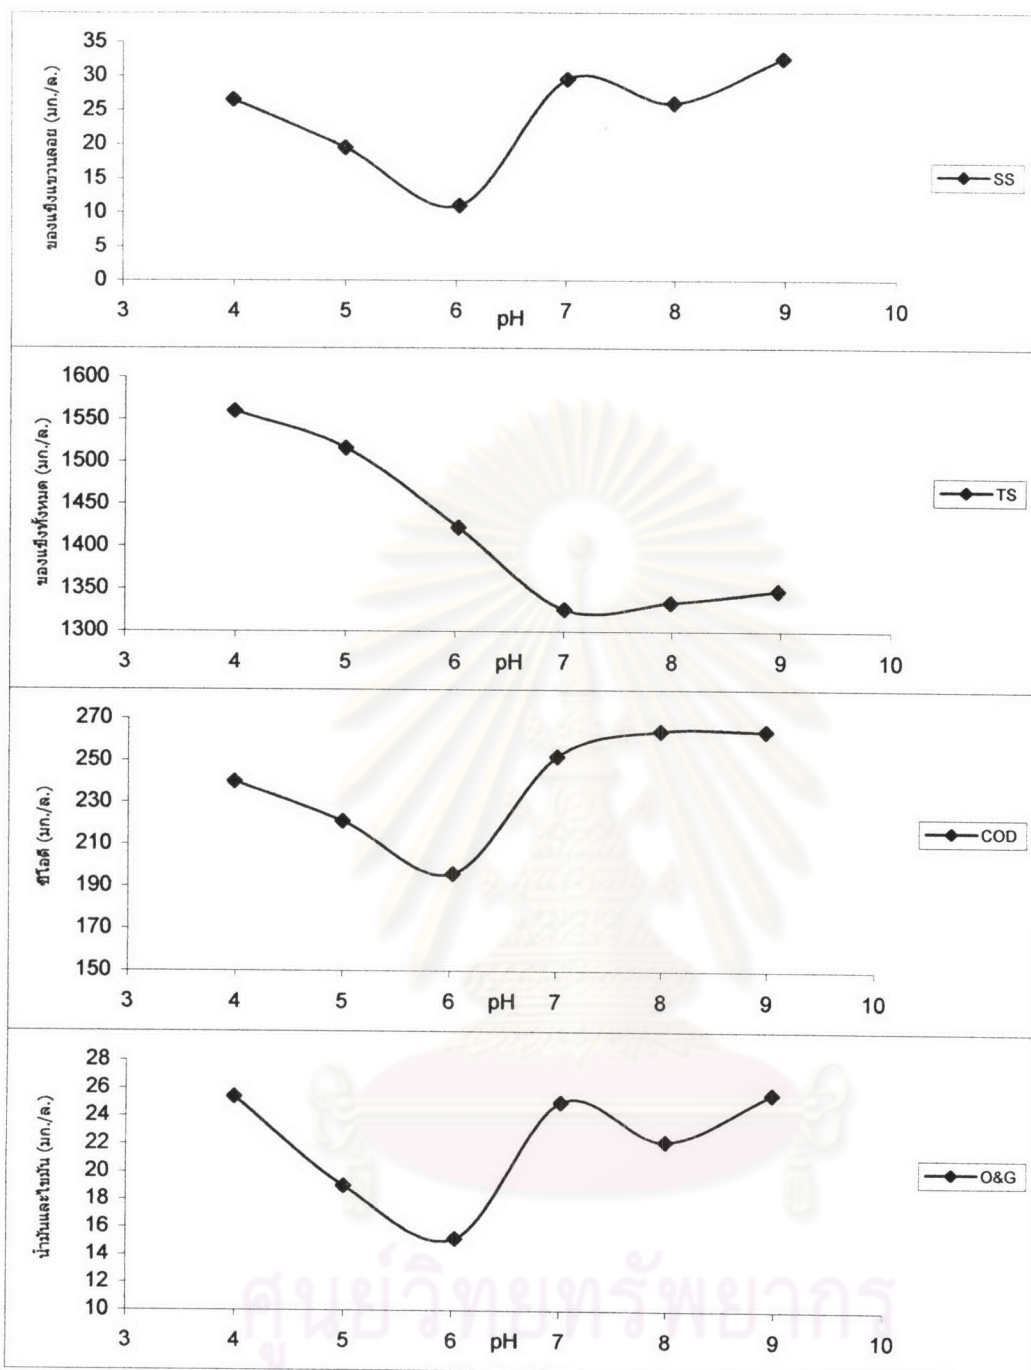 35
30
25
20
15
10
5
0
ของแข็งแขวนลอย (มก./ล.)
3 4 5 6 7 8 9 10
pH
SS
1600
1550
1500
1450
1400
1350
1300
ของแข็งทั้งหมด (มก./ล.)
3 4 5 6 7 8 9 10
pH
TS
270
250
230
210
190
170
150
ซีโอดี (มก./ล.)
3 4 5 6 7 8 9 10
pH
COD
28
26
24
22
20
18
16
14
12
10
น้ำมันและไขมัน (มก./ล.)
3 4 5 6 7 8 9 10
pH
O&G
ศูนย์วิทยทรัพยากร